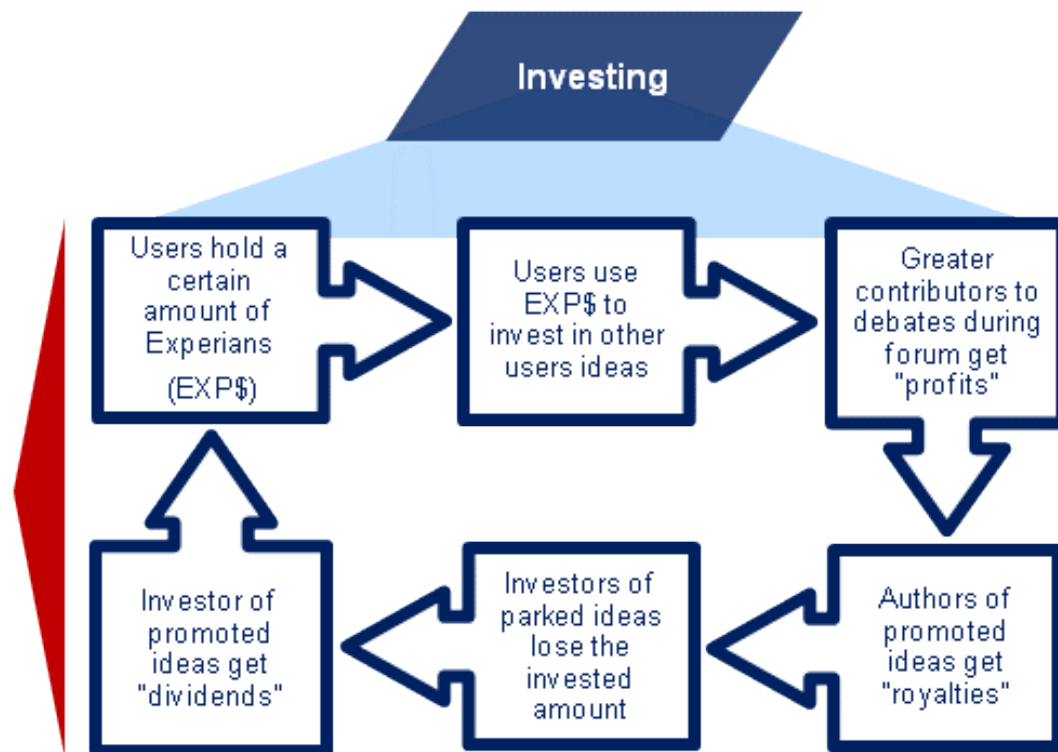 Investing
Users hold a
certain
amount of
Experians
(EXP$)
Users use
EXP$ to
invest in other
users ideas
Greater
contributors to
debates during
forum get
"profits"
Authors of
promoted
ideas get
"royalties"
Investors of
parked ideas
lose the
invested
amount
Investor of
promoted
ideas get
"dividends"